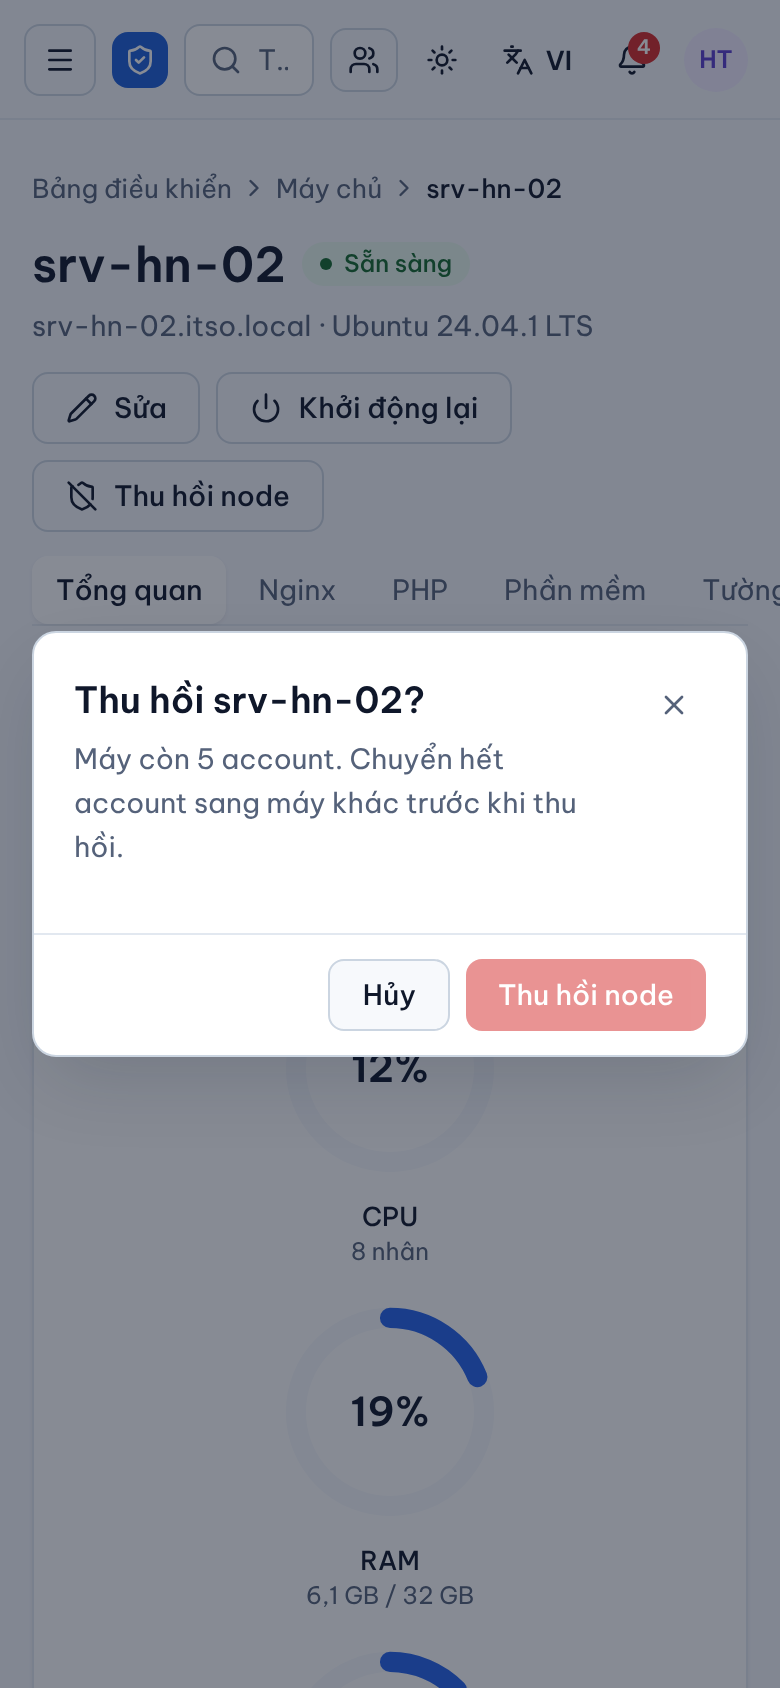 T..
VI
4
HT
Bảng điều khiển > Máy chủ > srv-hn-02
srv-hn-02
Sẵn sàng
srv-hn-02.itso.local · Ubuntu 24.04.1 LTS
Sửa
Khởi động lại
Thu hồi node
Tổng quan
Nginx
PHP
Phần mềm
Tường
Thu hồi srv-hn-02?
Máy còn 5 account. Chuyển hết
account sang máy khác trước khi thu
hồi.
Hủy
Thu hồi node
12%
CPU
8 nhân
19%
RAM
6,1 GB / 32 GB